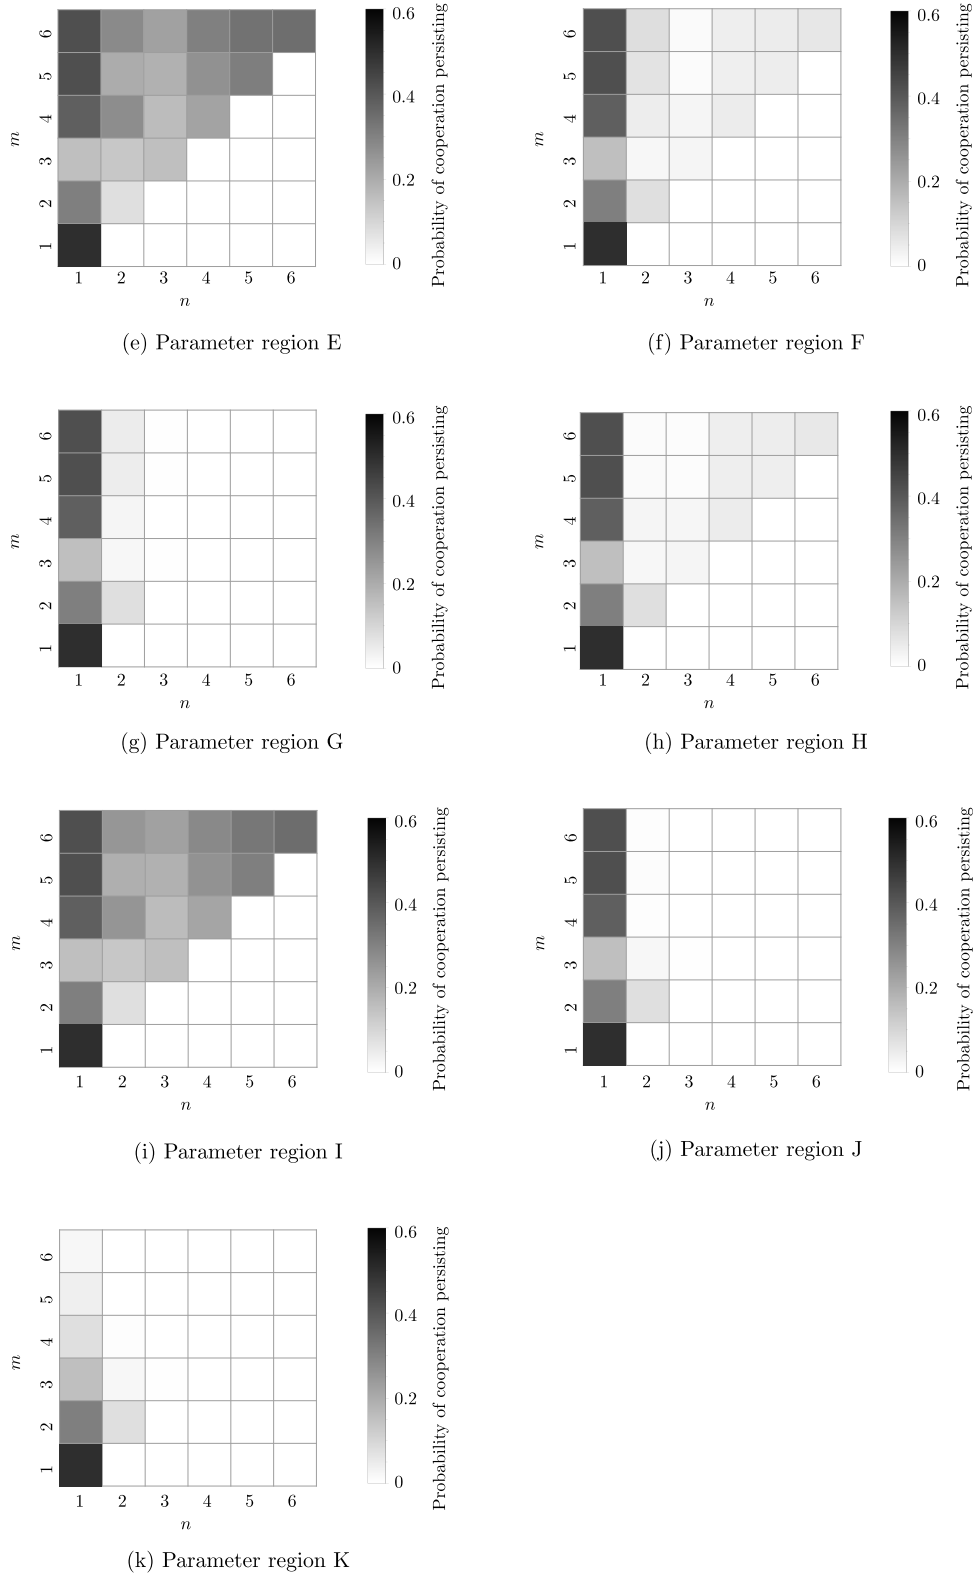 6
5
4
3
2
1
m
1 2 3 4 5 6
n
0.6
0.4
0.2
0
Probability of cooperation persisting
(e) Parameter region E
6
5
4
3
2
1
m
1 2 3 4 5 6
n
0.6
0.4
0.2
0
Probability of cooperation persisting
(f) Parameter region F
6
5
4
3
2
1
m
1 2 3 4 5 6
n
0.6
0.4
0.2
0
Probability of cooperation persisting
(g) Parameter region G
6
5
4
3
2
1
m
1 2 3 4 5 6
n
0.6
0.4
0.2
0
Probability of cooperation persisting
(h) Parameter region H
6
5
4
3
2
1
m
1 2 3 4 5 6
n
0.6
0.4
0.2
0
Probability of cooperation persisting
(i) Parameter region I
6
5
4
3
2
1
m
1 2 3 4 5 6
n
0.6
0.4
0.2
0
Probability of cooperation persisting
(j) Parameter region J
6
5
4
3
2
1
m
1 2 3 4 5 6
n
0.6
0.4
0.2
0
Probability of cooperation persisting
(k) Parameter region K